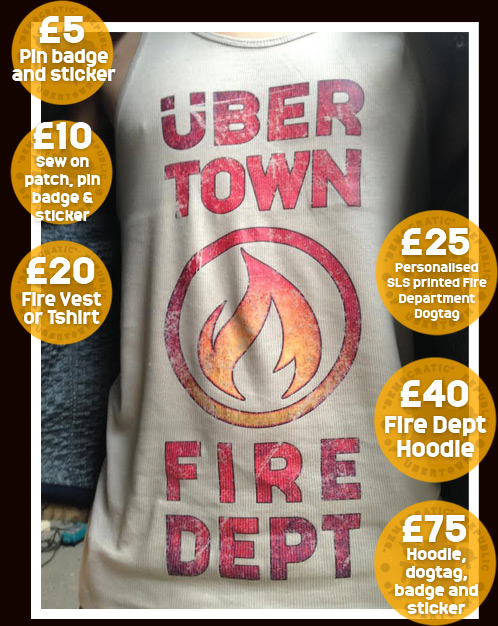 £5
Pin badge
and sticker
£10
Sew on
patch, pin
badge &
sticker
£20
Fire Vest
or Tshirt
ÜBER
TOWN
FIRE
DEPT
£25
Personalised
SLS printed Fire
Department
Dogtag
£40
Fire Dept
Hoodie
£75
Hoodie,
dogtag,
badge and
sticker